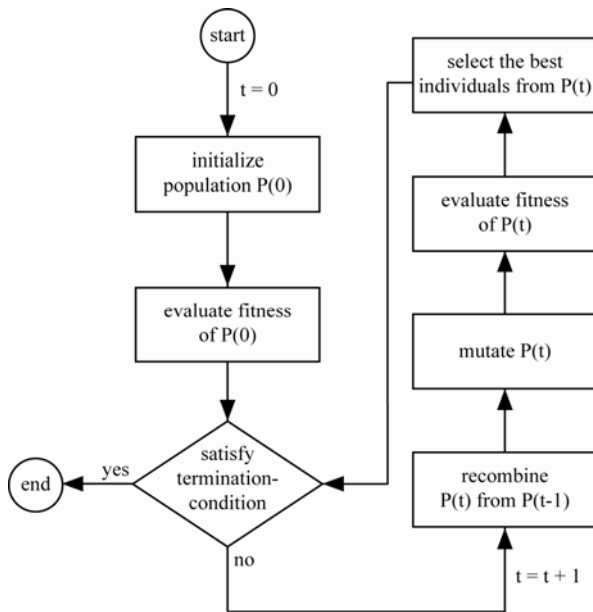 start
t = 0
initialize
population P(0)
evaluate fitness
of P(0)
satisfy
termination-
condition
yes
end
no
t = t + 1
recombine
P(t) from P(t-1)
mutate P(t)
evaluate fitness
of P(t)
select the best
individuals from P(t)